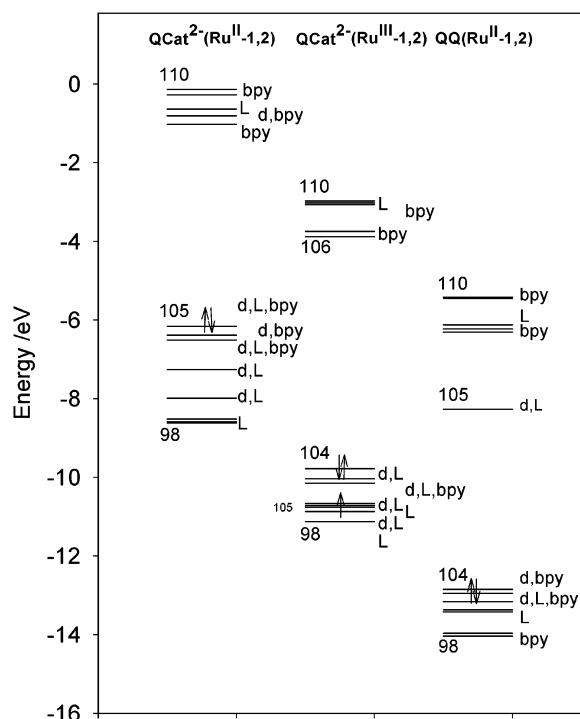 QCat²⁻(Ruᴵᴵ-1,2) QCat²⁻(Ruᴵᴵᴵ-1,2) QQ(Ruᴵᴵ-1,2)
Energy /eV
0
-2
-4
-6
-8
-10
-12
-14
-16
110
bpy
L
d,bpy
bpy
105
d,L,bpy
d,bpy
d,L,bpy
d,L
d,L
L
98
110
L
bpy
bpy
106
104
d,L
d,L,bpy
105
d,L
L
d,L
98
L
110
bpy
L
bpy
105
d,L
104
d,bpy
d,L,bpy
L
98
bpy